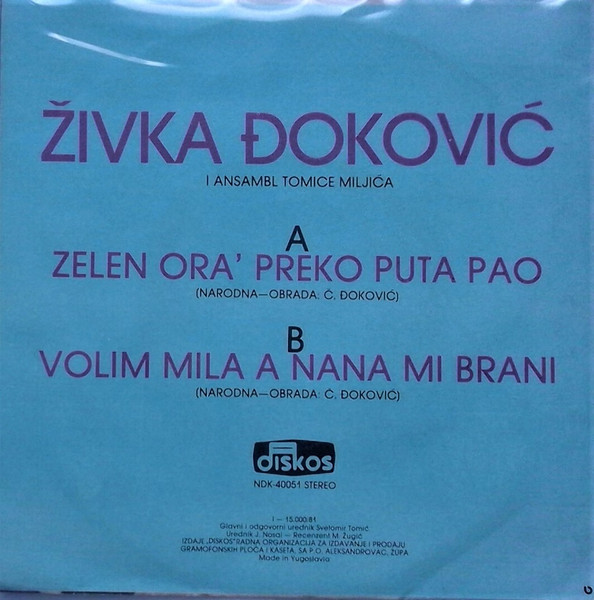 ŽIVKA ĐOKOVIĆ
I ANSAMBL TOMICE MILJIĆA
A
ZELEN ORA' PREKO PUTA PAO
(NARODNA—OBRADA: Č. ĐOKOVIĆ)
B
VOLIM MILA A NANA MI BRANI
(NARODNA—OBRADA: Č. ĐOKOVIĆ)
diskos
NDK-40051 STEREO
I — 15.000/81
Glavni i odgovorni urednik Svetomir Tomić
Urednik J. Nosal — Recenzent M. Žugić
IZDAJE „DISKOS" RADNA ORGANIZACIJA ZA IZDAVANJE I PRODAJU
GRAMOFONSKIH PLOČA I KASETA, SA P.O. ALEKSANDROVAC, ŽUPA
Made in Yugoslavia